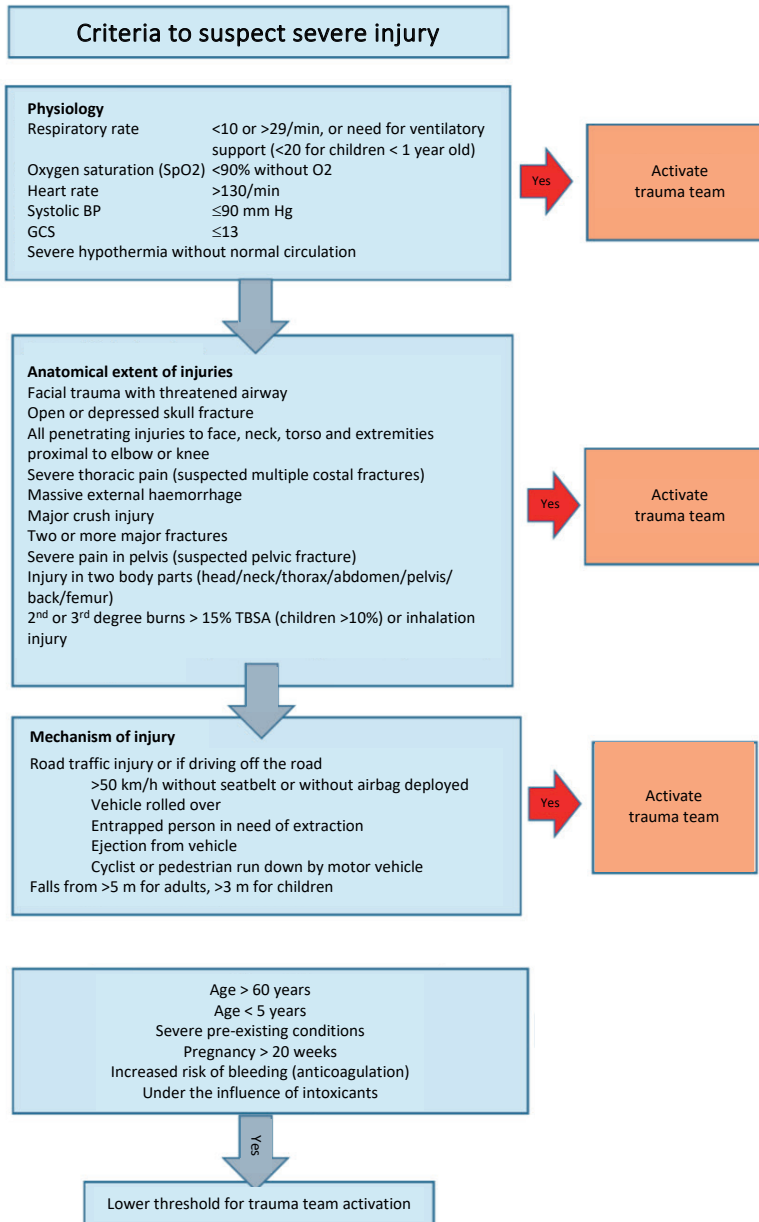 Criteria to suspect severe injury
Physiology
Respiratory rate <10 or >29/min, or need for ventilatory
support (<20 for children < 1 year old)
Oxygen saturation (SpO2) <90% without O2
Heart rate >130/min
Systolic BP ≤90 mm Hg
GCS ≤13
Severe hypothermia without normal circulation
Yes
Activate
trauma team
Anatomical extent of injuries
Facial trauma with threatened airway
Open or depressed skull fracture
All penetrating injuries to face, neck, torso and extremities
proximal to elbow or knee
Severe thoracic pain (suspected multiple costal fractures)
Massive external haemorrhage
Major crush injury
Two or more major fractures
Severe pain in pelvis (suspected pelvic fracture)
Injury in two body parts (head/neck/thorax/abdomen/pelvis/
back/femur)
2nd or 3rd degree burns > 15% TBSA (children >10%) or inhalation
injury
Yes
Activate
trauma team
Mechanism of injury
Road traffic injury or if driving off the road
>50 km/h without seatbelt or without airbag deployed
Vehicle rolled over
Entrapped person in need of extraction
Ejection from vehicle
Cyclist or pedestrian run down by motor vehicle
Falls from >5 m for adults, >3 m for children
Yes
Activate
trauma team
Age > 60 years
Age < 5 years
Severe pre-existing conditions
Pregnancy > 20 weeks
Increased risk of bleeding (anticoagulation)
Under the influence of intoxicants
Yes
Lower threshold for trauma team activation